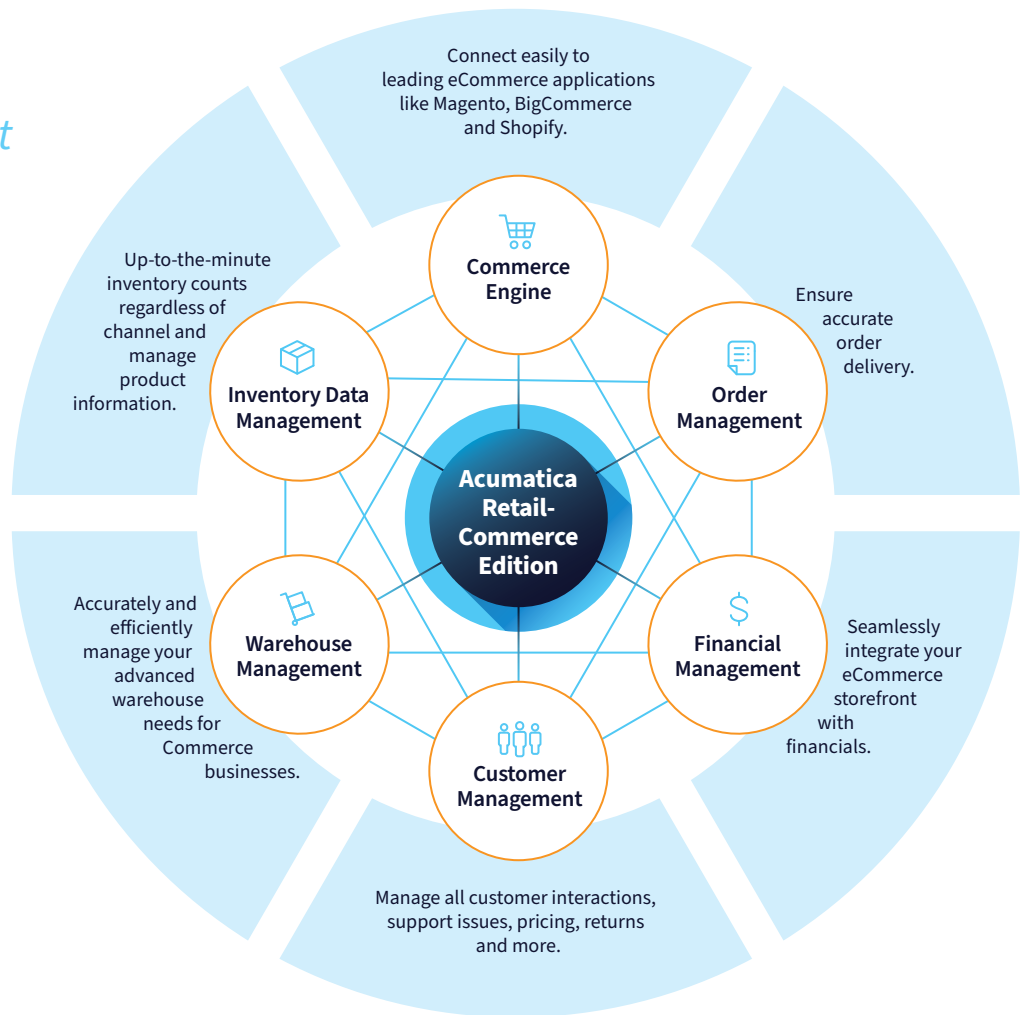 t
Connect easily to
leading eCommerce applications
like Magento, BigCommerce
and Shopify.
Commerce
Engine
Ensure
accurate
order
delivery.
Order
Management
Seamlessly
integrate your
eCommerce
storefront
with
financials.
Financial
Management
Manage all customer interactions,
support issues, pricing, returns
and more.
Customer
Management
Accurately and
efficiently
manage your
advanced
warehouse
needs for
Commerce
businesses.
Warehouse
Management
Up-to-the-minute
inventory counts
regardless of
channel and
manage
product
information.
Inventory Data
Management
Acumatica
Retail-
Commerce
Edition